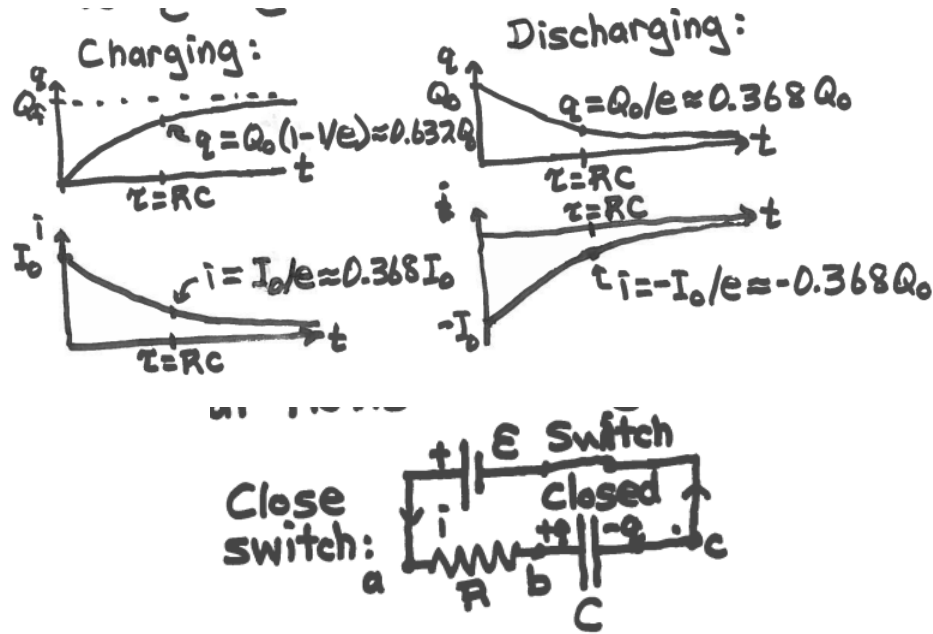 Charging:
q
Q₀
q=Q₀(1-1/e)≈0.632Q
t
τ=RC
i
I₀
i=I₀/e≈0.368I₀
t
τ=RC
Discharging:
q
Q₀
q=Q₀/e≈0.368Q₀
t
τ=RC
i
τ=RC
t
i=-I₀/e≈-0.368Q₀
-I₀
+ ε Switch
Closed
Close
switch:
i
+q -q
a
R
b
C
c